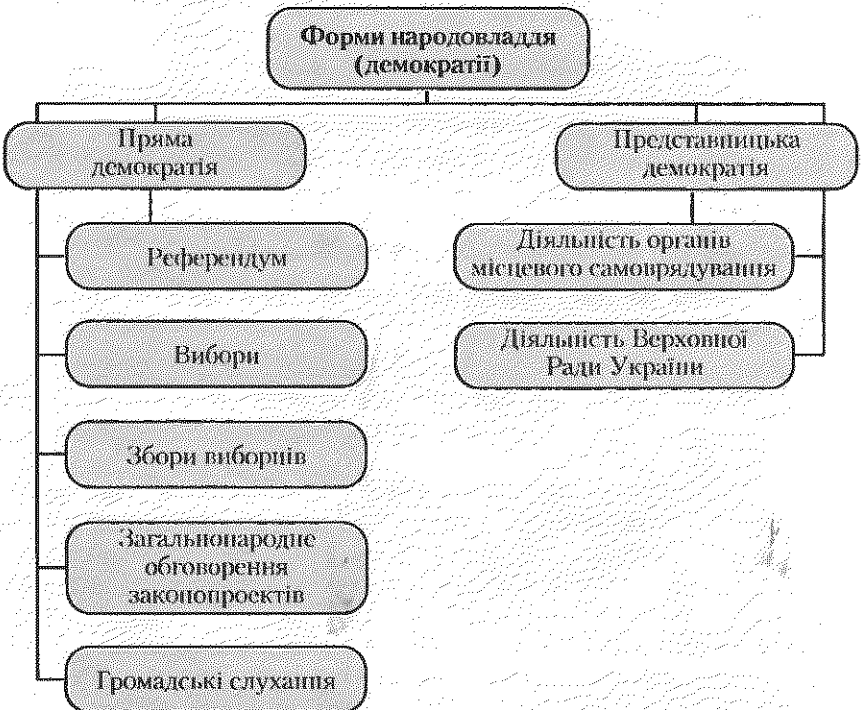 Форми народовладдя
(демократії)
Пряма
демократія
Представницька
демократія
Референдум
Діяльність органів
місцевого самоврядування
Вибори
Діяльність Верховної
Ради України
Збори виборців
Загальнонародне
обговорення
законопроектів
Громадські слухання